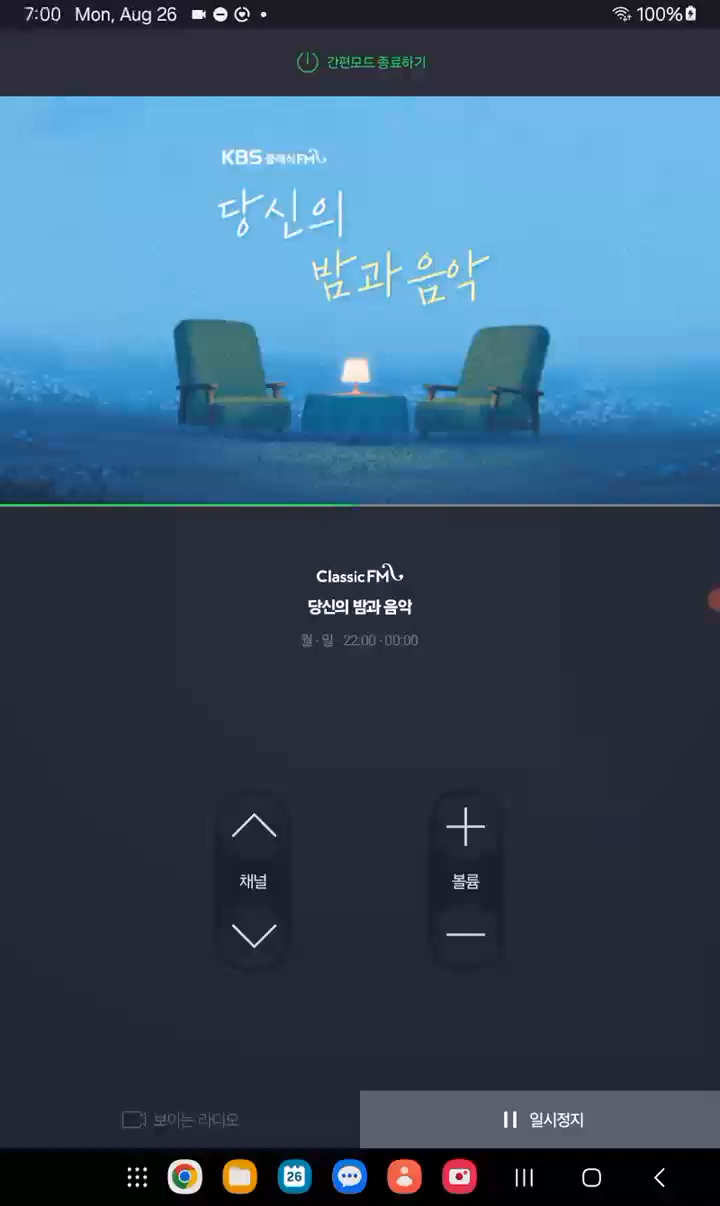 7:00 Mon, Aug 26 100%
간편모드 종료하기
KBS 클래식FM
당신의
밤과 음악
Classic FM
당신의 밤과 음악
월 - 일 22:00 - 00:00
채널
볼륨
보이는 라디오
일시정지
26